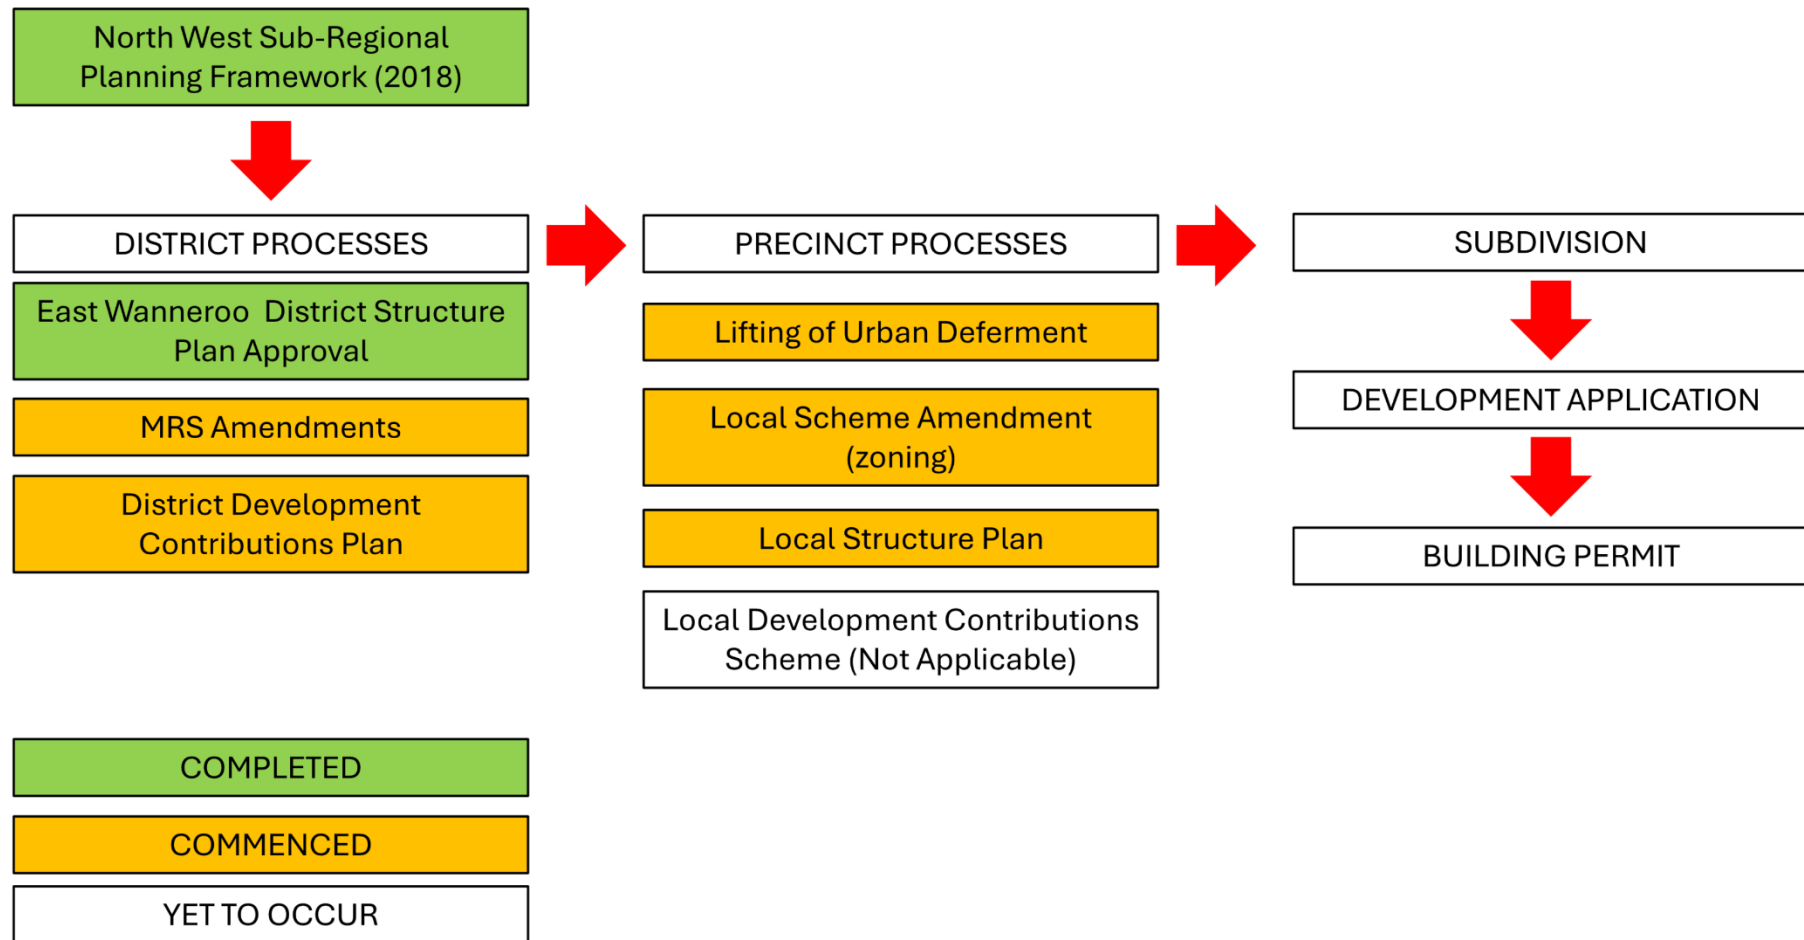 North West Sub-Regional
Planning Framework (2018)
DISTRICT PROCESSES
East Wanneroo  District Structure
Plan Approval
MRS Amendments
District Development
Contributions Plan
PRECINCT PROCESSES
Lifting of Urban Deferment
Local Scheme Amendment
(zoning)
Local Structure Plan
Local Development Contributions
Scheme (Not Applicable)
SUBDIVISION
DEVELOPMENT APPLICATION
BUILDING PERMIT
COMPLETED
COMMENCED
YET TO OCCUR